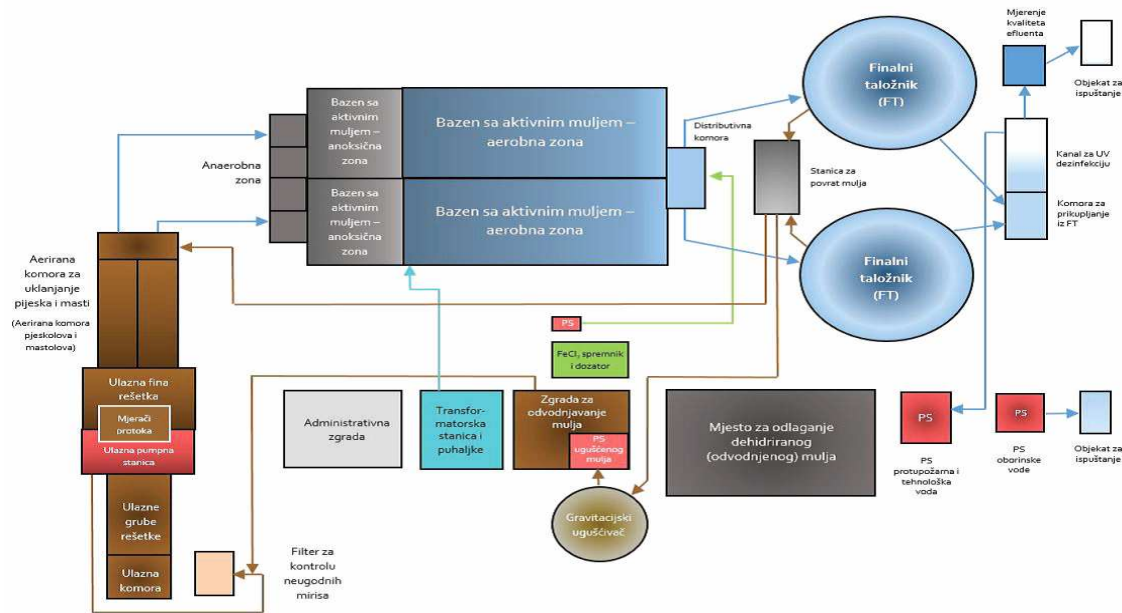 Mjerenje
kvaliteta
efluenta
Objekat za
ispuštanje
Finalni
taložnik
(FT)
Distributivna
komora
Stanica za
povrat mulja
Kanal za UV
dezinfekciju
Komora za
prikupljanje
iz FT
Finalni
taložnik
(FT)
Bazen sa
aktivnim
muljem –
anoksična
zona
Bazen sa aktivnim muljem –
aerobna zona
Anaerobna
zona
Bazen sa
aktivnim
muljem –
anoksična
zona
Bazen sa aktivnim muljem –
aerobna zona
Aerirana
komora za
uklanjanje
pijeska i masti
(Aerirana komora
pjeskolova i
mastolova)
PS
FeCl, spremnik
i dozator
Ulazna fina
rešetka
Mjerači
protoka
Ulazna pumpna
stanica
Ulazne
grube
rešetke
Ulazna
komora
Filter za
kontrolu
neugodnih
mirisa
Administrativna
zgrada
Transfor-
matorska
stanica i
puhaljke
Zgrada za
odvodnjavanje
mulja
PS
ugušćenog
mulja
Gravitacijski
ugušćivač
Mjesto za odlaganje
dehidriranog
(odvodnjenog) mulja
PS
PS
protupožarna i
tehnološka
voda
PS
PS
oborinske
vode
Objekat za
ispuštanje